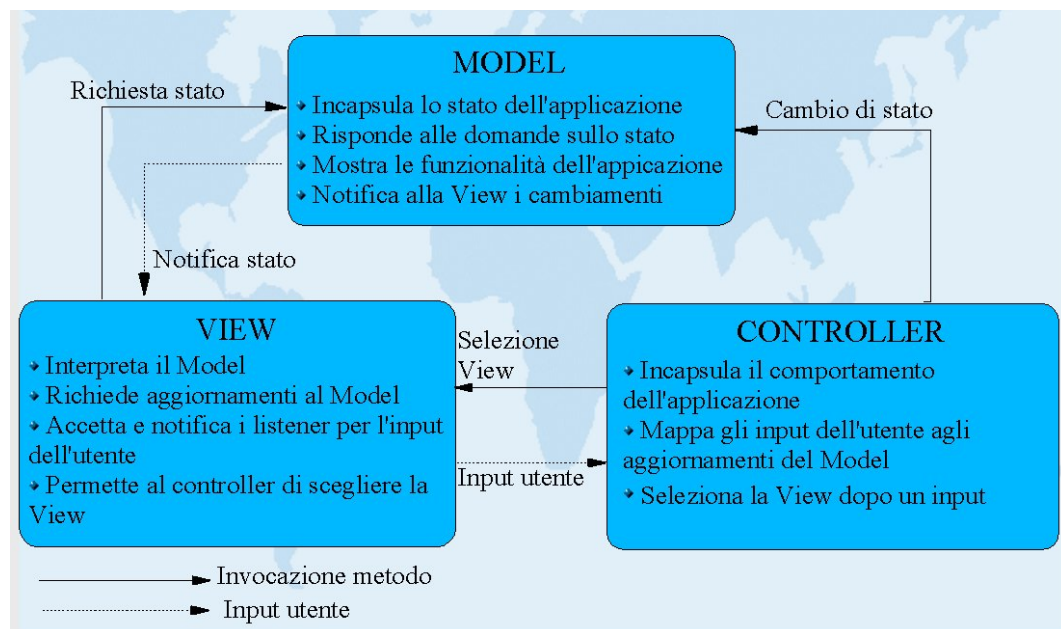 MODEL
Richiesta stato
Incapsula lo stato dell'applicazione
Risponde alle domande sullo stato
Mostra le funzionalità dell'appicazione
Notifica alla View i cambiamenti
Cambio di stato
Notifica stato
VIEW
Interpreta il Model
Richiede aggiornamenti al Model
Accetta e notifica i listener per l'input
dell'utente
Permette al controller di scegliere la
View
Selezione
View
Input utente
CONTROLLER
Incapsula il comportamento
dell'applicazione
Mappa gli input dell'utente agli
aggiornamenti del Model
Seleziona la View dopo un input
Invocazione metodo
Input utente